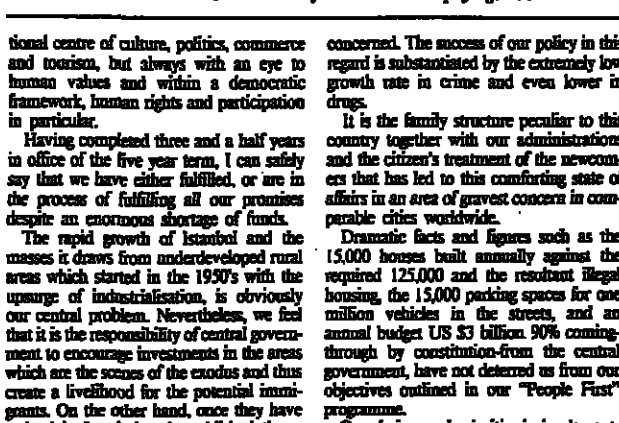 tional centre of culture, politics, commerce
and tourism, but always with an eye to
human values and within a democratic
framework, human rights and participation
in particular.
Having completed three and a half years
in office of the five year term, I can safely
say that we have either fulfilled, or are in
the process of fulfilling all our promises
despite an enormous shortage of funds.
The rapid growth of Istanbul and the
masses it draws from underdeveloped rural
areas which started in the 1950's with the
upsurge of industrialisation, is obviously
our central problem. Nevertheless, we feel
that it is the responsibility of central govern-
ment to encourage investments in the areas
which are the scenes of the exodus and thus
create a livelihood for the potential immi-
grants. On the other hand, once they have
concerned. The success of our policy in this
regard is substantiated by the extremely low
growth rate in crime and even lower in
drugs.
It is the family structure peculiar to this
country together with our administrations
and the citizen's treatment of the newcom-
ers that has led to this comforting state of
affairs in an area of gravest concern in com-
parable cities worldwide.
Dramatic facts and figures such as the
15,000 houses built annually against the
required 125,000 and the resultant illegal
housing, the 15,000 parking spaces for one
million vehicles in the streets, and an
annual budget US $3 billion 90% coming-
through by constitution-from the central
government, have not deterred us from our
objectives outlined in our "People First"
programme.